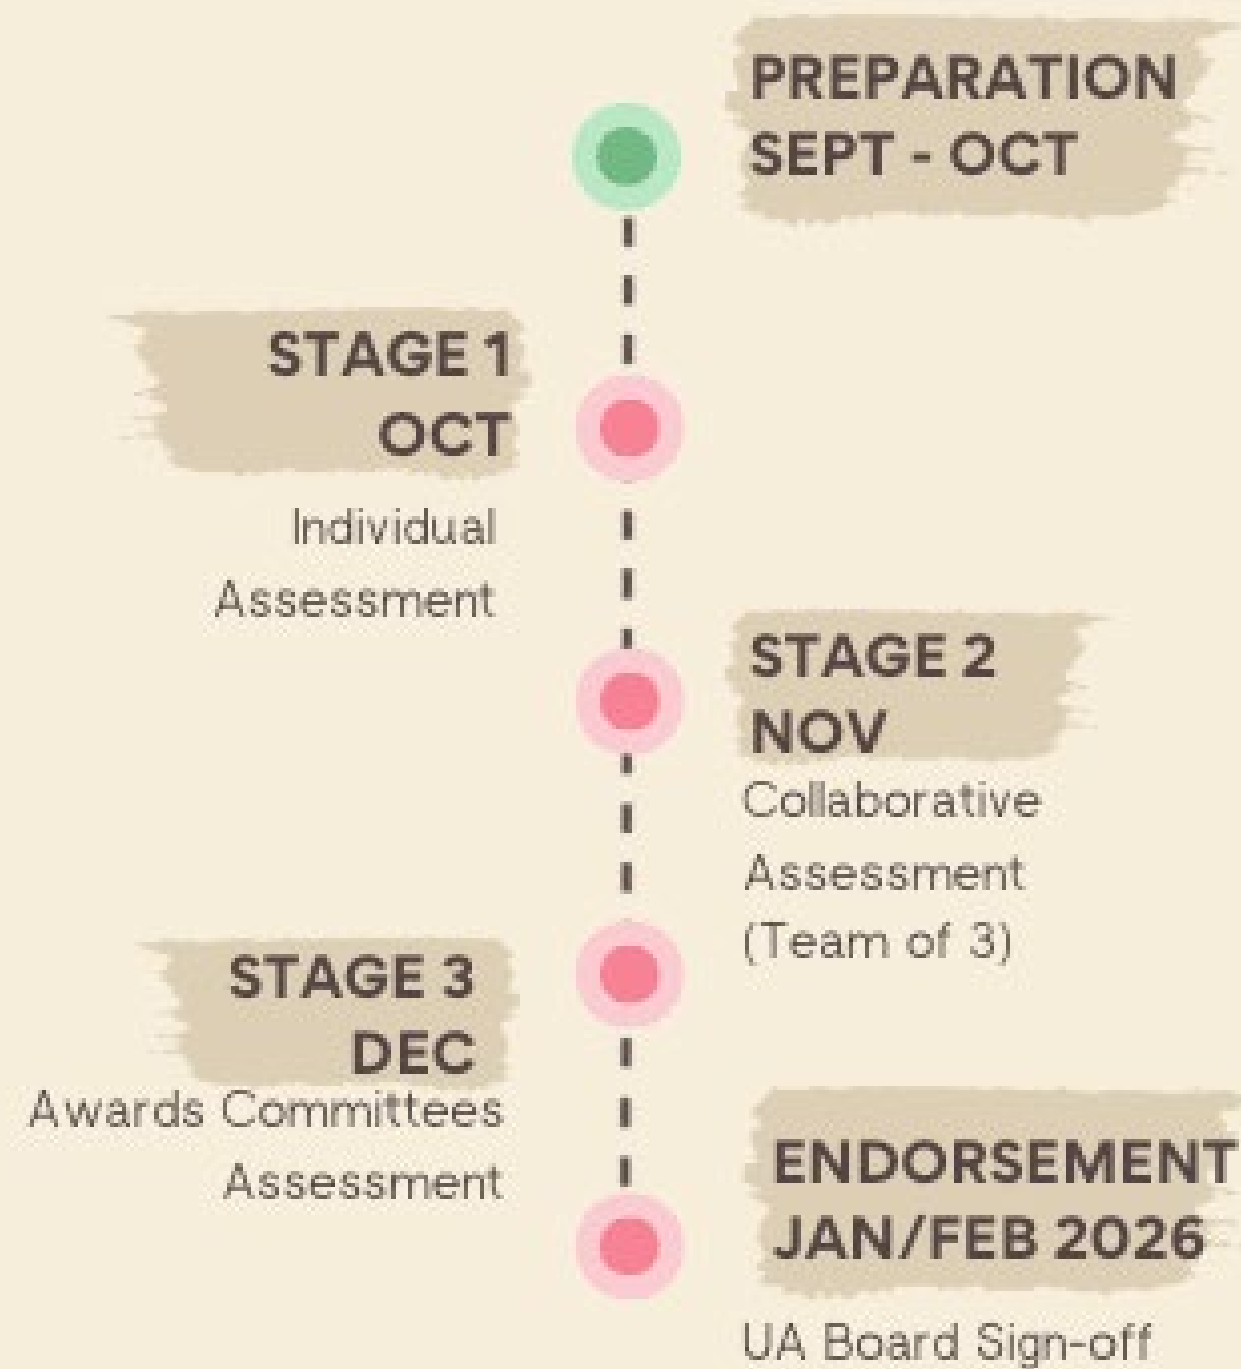 PREPARATION
SEPT - OCT
STAGE 1
OCT
Individual
Assessment
STAGE 2
NOV
Collaborative
Assessment
(Team of 3)
STAGE 3
DEC
Awards Committees
Assessment
ENDORSEMENT
JAN/FEB 2026
UA Board Sign-off